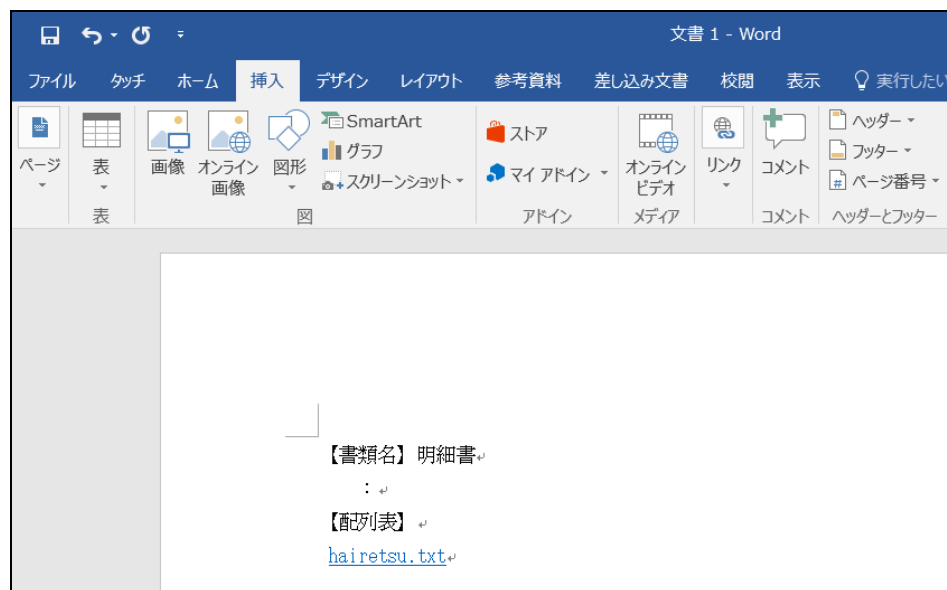 文書 1 - Word
ファイル タッチ ホーム 挿入 デザイン レイアウト 参考資料 差し込み文書 校閲 表示 実行したい
ページ
表
画像
オンライン
画像
図形
SmartArt
グラフ
スクリーンショット
ストア
マイ アドイン
オンライン
ビデオ
リンク
コメント
ヘッダー
フッター
# ページ番号
表 図 アドイン メディア コメント ヘッダーとフッター
【書類名】明細書
:
【配列表】
hairetsu.txt